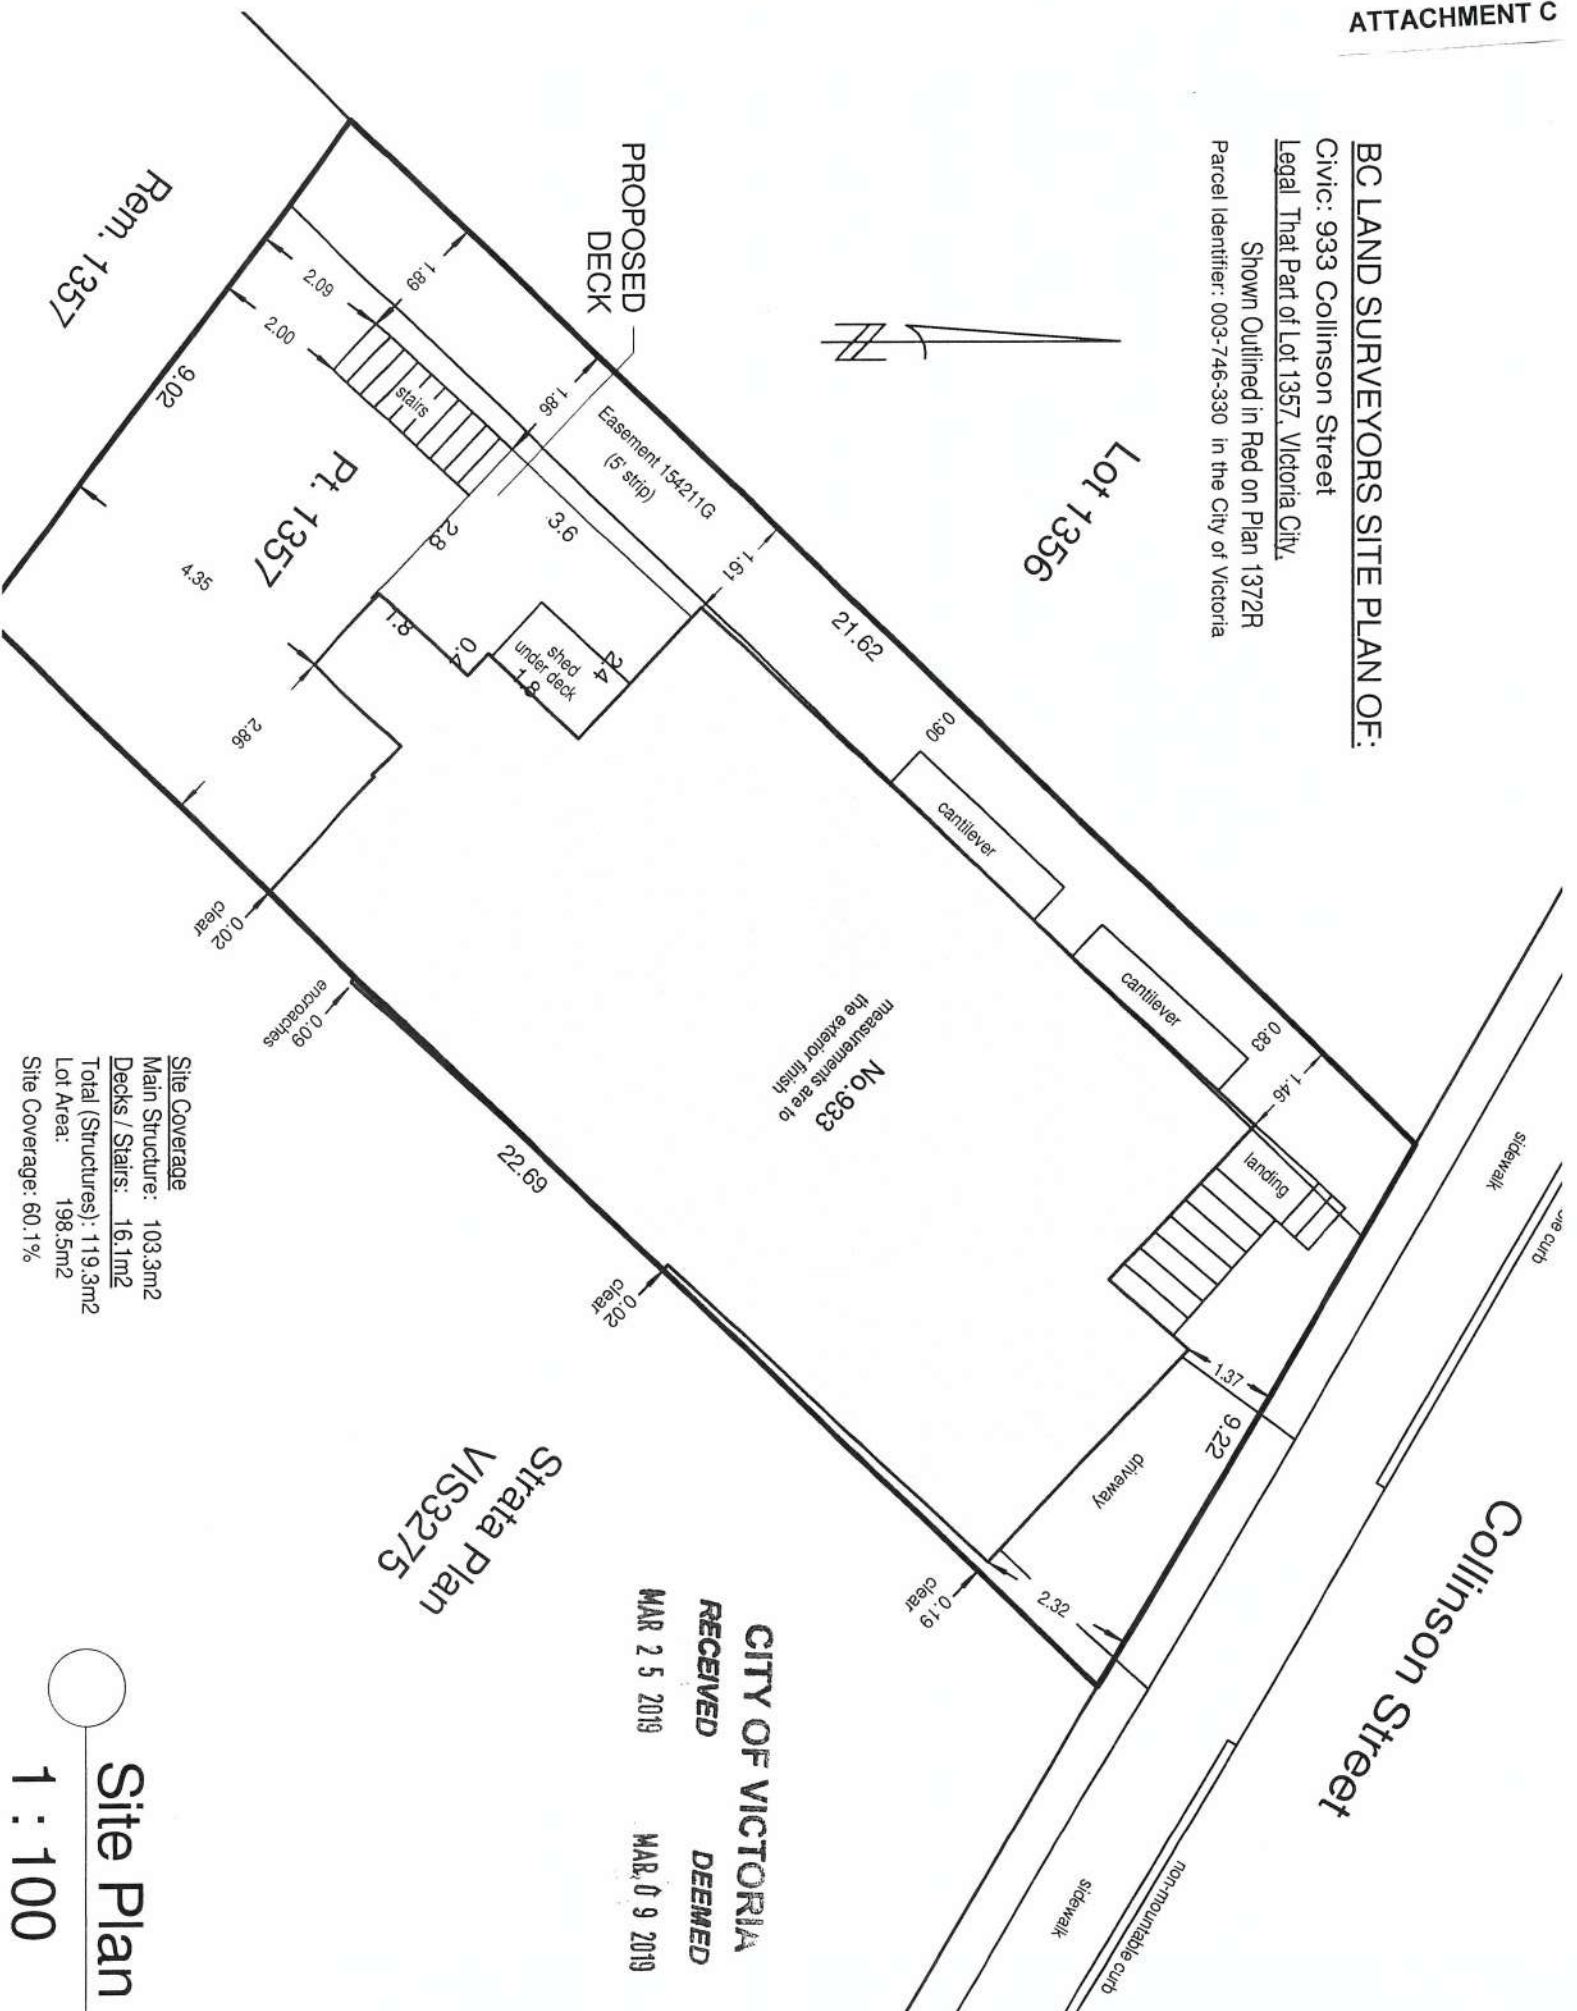 ATTACHMENT C
BC LAND SURVEYORS SITE PLAN OF:
Civic: 933 Collinson Street
Legal That Part of Lot 1357, Victoria City,
Shown Outlined in Red on Plan 1372R
Parcel Identifier: 003-746-330 in the City of Victoria
Lot 1356
PROPOSED
DECK
Rem. 1357
Pt. 1357
1.89
2.09
2.00
9.02
stairs
1.86
Easement 154211G
(5' strip)
3.6
2.8
4.35
1.8
0.4
shed
under deck
2.4
1.8
1.61
21.62
2.86
0.90
cantilever
cantilever
0.83
1.46
landing
No.933
measurements are to
the exterior finish
0.02
clear
0.09
encroaches
22.69
0.02
clear
1.37
9.22
driveway
2.32
0.19
clear
sidewalk
curb
Collinson Street
sidewalk
non-mountable curb
Strata Plan
VIS3275
Site Coverage
Main Structure: 103.3m2
Decks / Stairs: 16.1m2
Total (Structures): 119.3m2
Lot Area: 198.5m2
Site Coverage: 60.1%
CITY OF VICTORIA
RECEIVED DEEMED
MAR 25 2019 MAR 09 2019
Site Plan
1 : 100